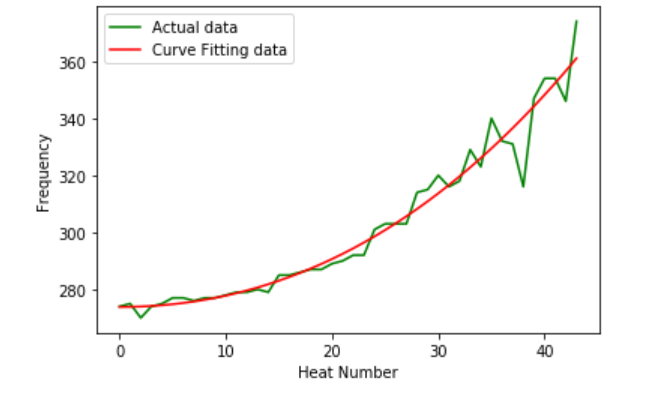 Actual data
Curve Fitting data
360
340
320
300
280
Frequency
0 10 20 30 40
Heat Number